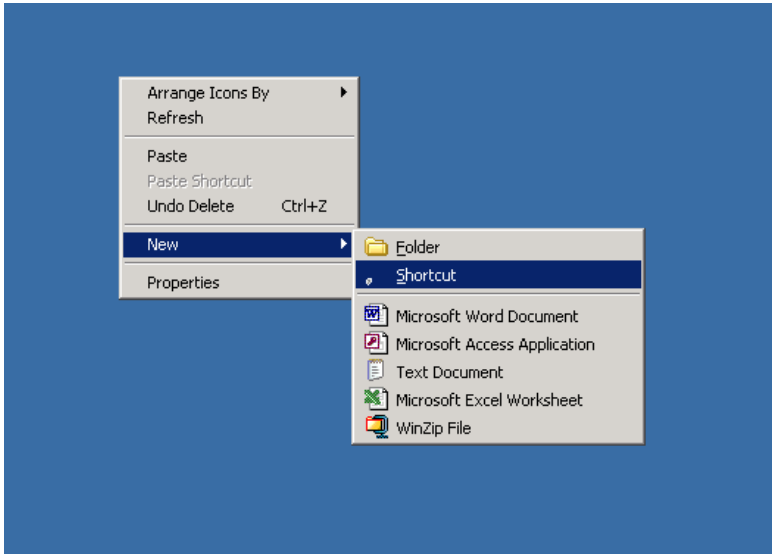 Arrange Icons By
Refresh
Paste
Paste Shortcut
Undo Delete Ctrl+Z
New
Properties
Folder
Shortcut
Microsoft Word Document
Microsoft Access Application
Text Document
Microsoft Excel Worksheet
WinZip File